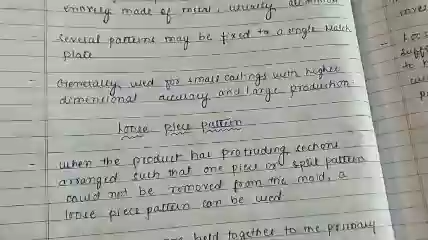 entirely made of metal, usually
several patterns may be fixed to a single match
plate
Generally, used for small castings with higher
dimensional accuracy and large production.
Loose piece pattern
- when the product has protruding sections
arranged such that one piece or split pattern
could not be removed from the mold, a
loose piece pattern can be used
held together to the primary